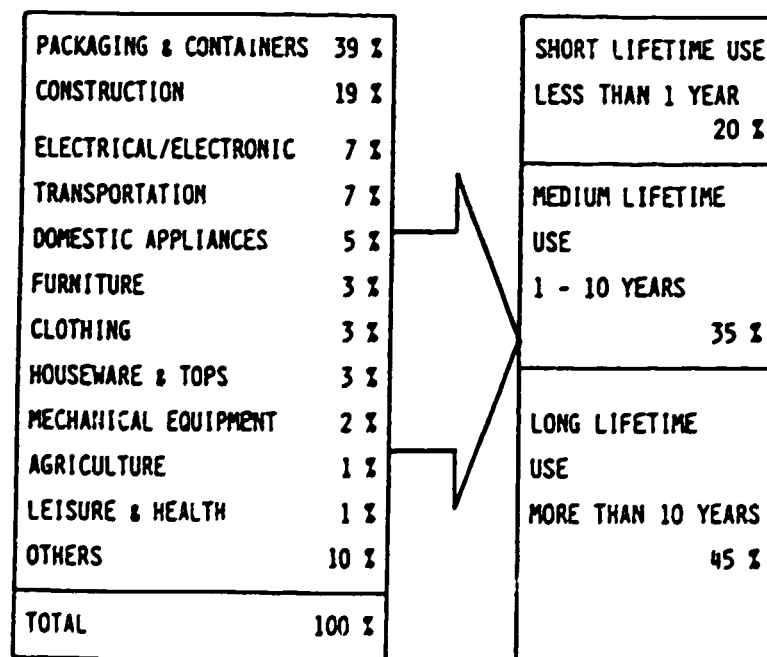 PACKAGING & CONTAINERS 39 %
CONSTRUCTION 19 %
ELECTRICAL/ELECTRONIC 7 %
TRANSPORTATION 7 %
DOMESTIC APPLIANCES 5 %
FURNITURE 3 %
CLOTHING 3 %
HOUSEWARE & TOPS 3 %
MECHANICAL EQUIPMENT 2 %
AGRICULTURE 1 %
LEISURE & HEALTH 1 %
OTHERS 10 %
TOTAL 100 %
SHORT LIFETIME USE
LESS THAN 1 YEAR
20 %
MEDIUM LIFETIME
USE
1 - 10 YEARS
35 %
LONG LIFETIME
USE
MORE THAN 10 YEARS
45 %